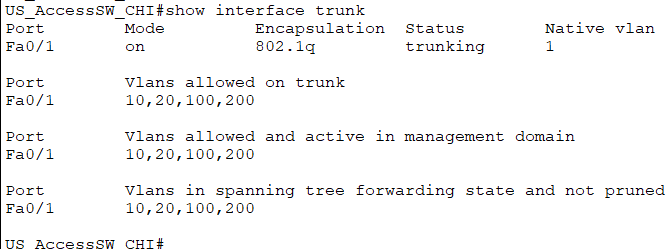 US_AccessSW_CHI#show interface trunk
Port        Mode         Encapsulation  Status        Native vlan
Fa0/1       on           802.1q         trunking      1
Port        Vlans allowed on trunk
Fa0/1       10,20,100,200
Port        Vlans allowed and active in management domain
Fa0/1       10,20,100,200
Port        Vlans in spanning tree forwarding state and not pruned
Fa0/1       10,20,100,200
US_AccessSW_CHI#